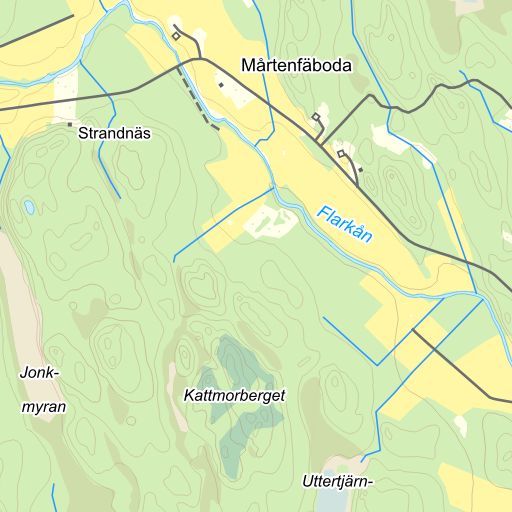 Mårtenfäboda
Strandnäs
Flarkån
Jonk-
myran
Kattmorberget
Uttertjärn-